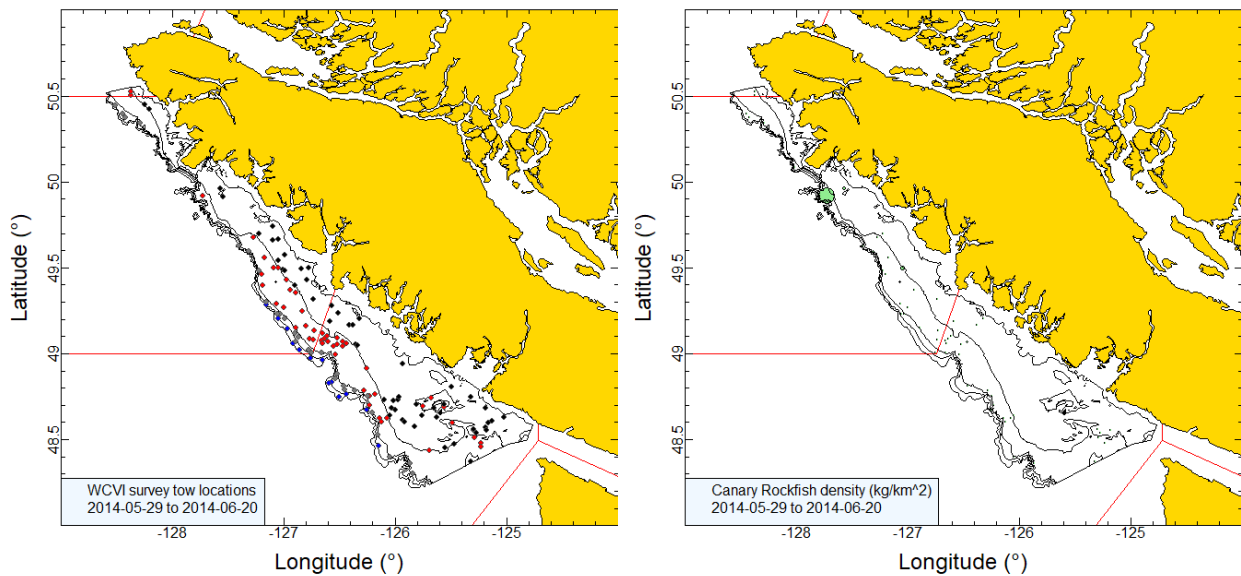 50.5
50
49.5
49
48.5
Latitude (°)
WCVI survey tow locations
2014-05-29 to 2014-06-20
-128
-127
-126
-125
Longitude (°)
50.5
50
49.5
49
48.5
Latitude (°)
Canary Rockfish density (kg/km^2)
2014-05-29 to 2014-06-20
-128
-127
-126
-125
Longitude (°)